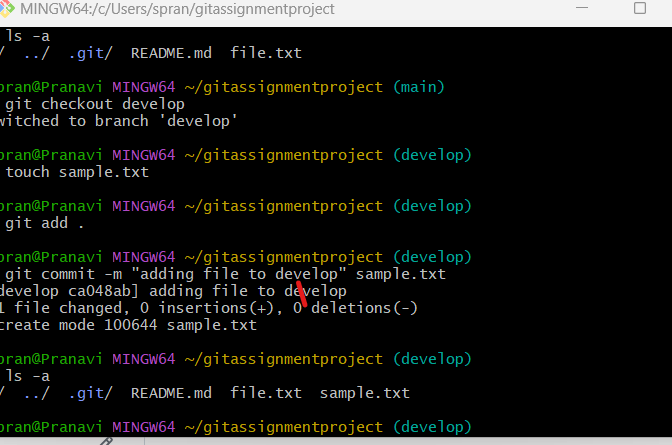 MINGW64:/c/Users/spran/gitassignmentproject
ls -a
/ ../ .git/ README.md file.txt
pran@Pranavi MINGW64 ~/gitassignmentproject (main)
git checkout develop
witched to branch 'develop'
pran@Pranavi MINGW64 ~/gitassignmentproject (develop)
touch sample.txt
pran@Pranavi MINGW64 ~/gitassignmentproject (develop)
git add .
pran@Pranavi MINGW64 ~/gitassignmentproject (develop)
git commit -m "adding file to develop" sample.txt
develop ca048ab] adding file to develop
1 file changed, 0 insertions(+), 0 deletions(-)
create mode 100644 sample.txt
pran@Pranavi MINGW64 ~/gitassignmentproject (develop)
ls -a
/ ../ .git/ README.md file.txt sample.txt
pran@Pranavi MINGW64 ~/gitassignmentproject (develop)